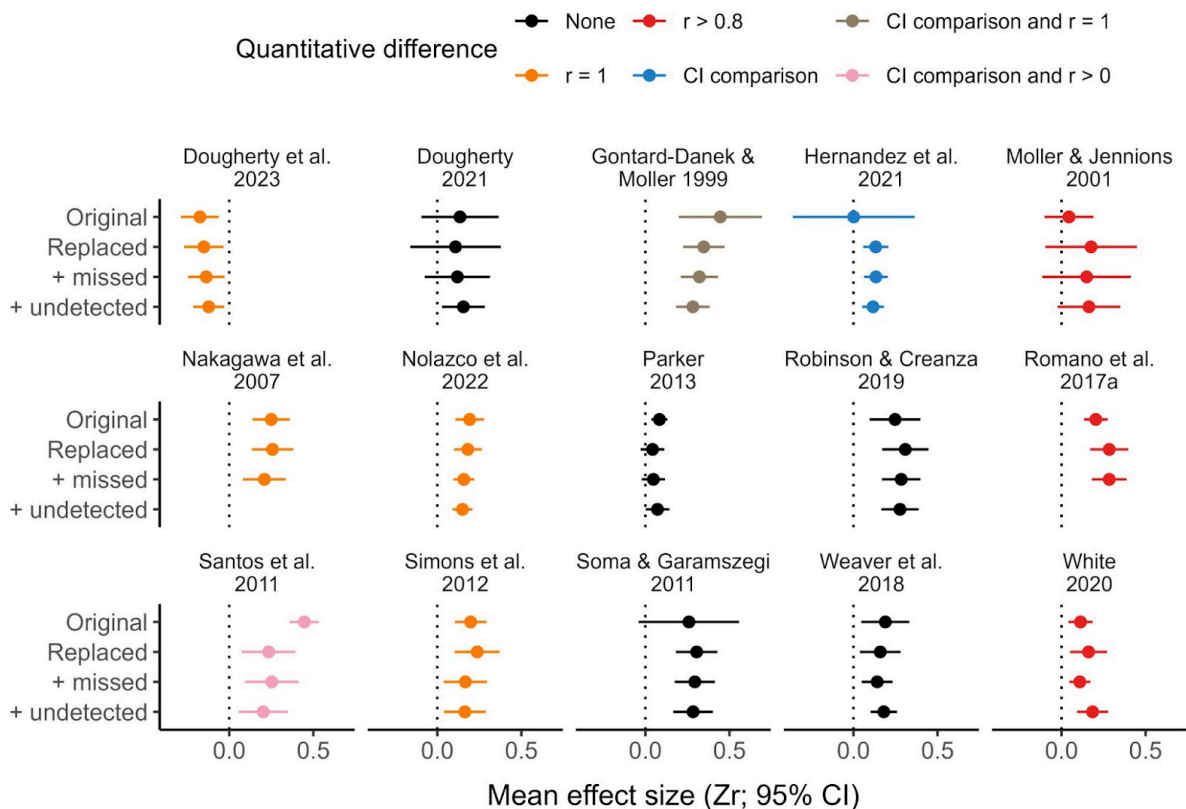 None
r > 0.8
CI comparison and r = 1
Quantitative difference
r = 1
CI comparison
CI comparison and r > 0
Dougherty et al.
2023
Dougherty
2021
Gontard-Danek &
Moller 1999
Hernandez et al.
2021
Moller & Jennions
2001
Original
Replaced
+ missed
+ undetected
Nakagawa et al.
2007
Nolazco et al.
2022
Parker
2013
Robinson & Creanza
2019
Romano et al.
2017a
Original
Replaced
+ missed
+ undetected
Santos et al.
2011
Simons et al.
2012
Soma & Garamszegi
2011
Weaver et al.
2018
White
2020
Original
Replaced
+ missed
+ undetected
0.0 0.5 0.0 0.5 0.0 0.5 0.0 0.5 0.0 0.5
Mean effect size (Zr; 95% CI)